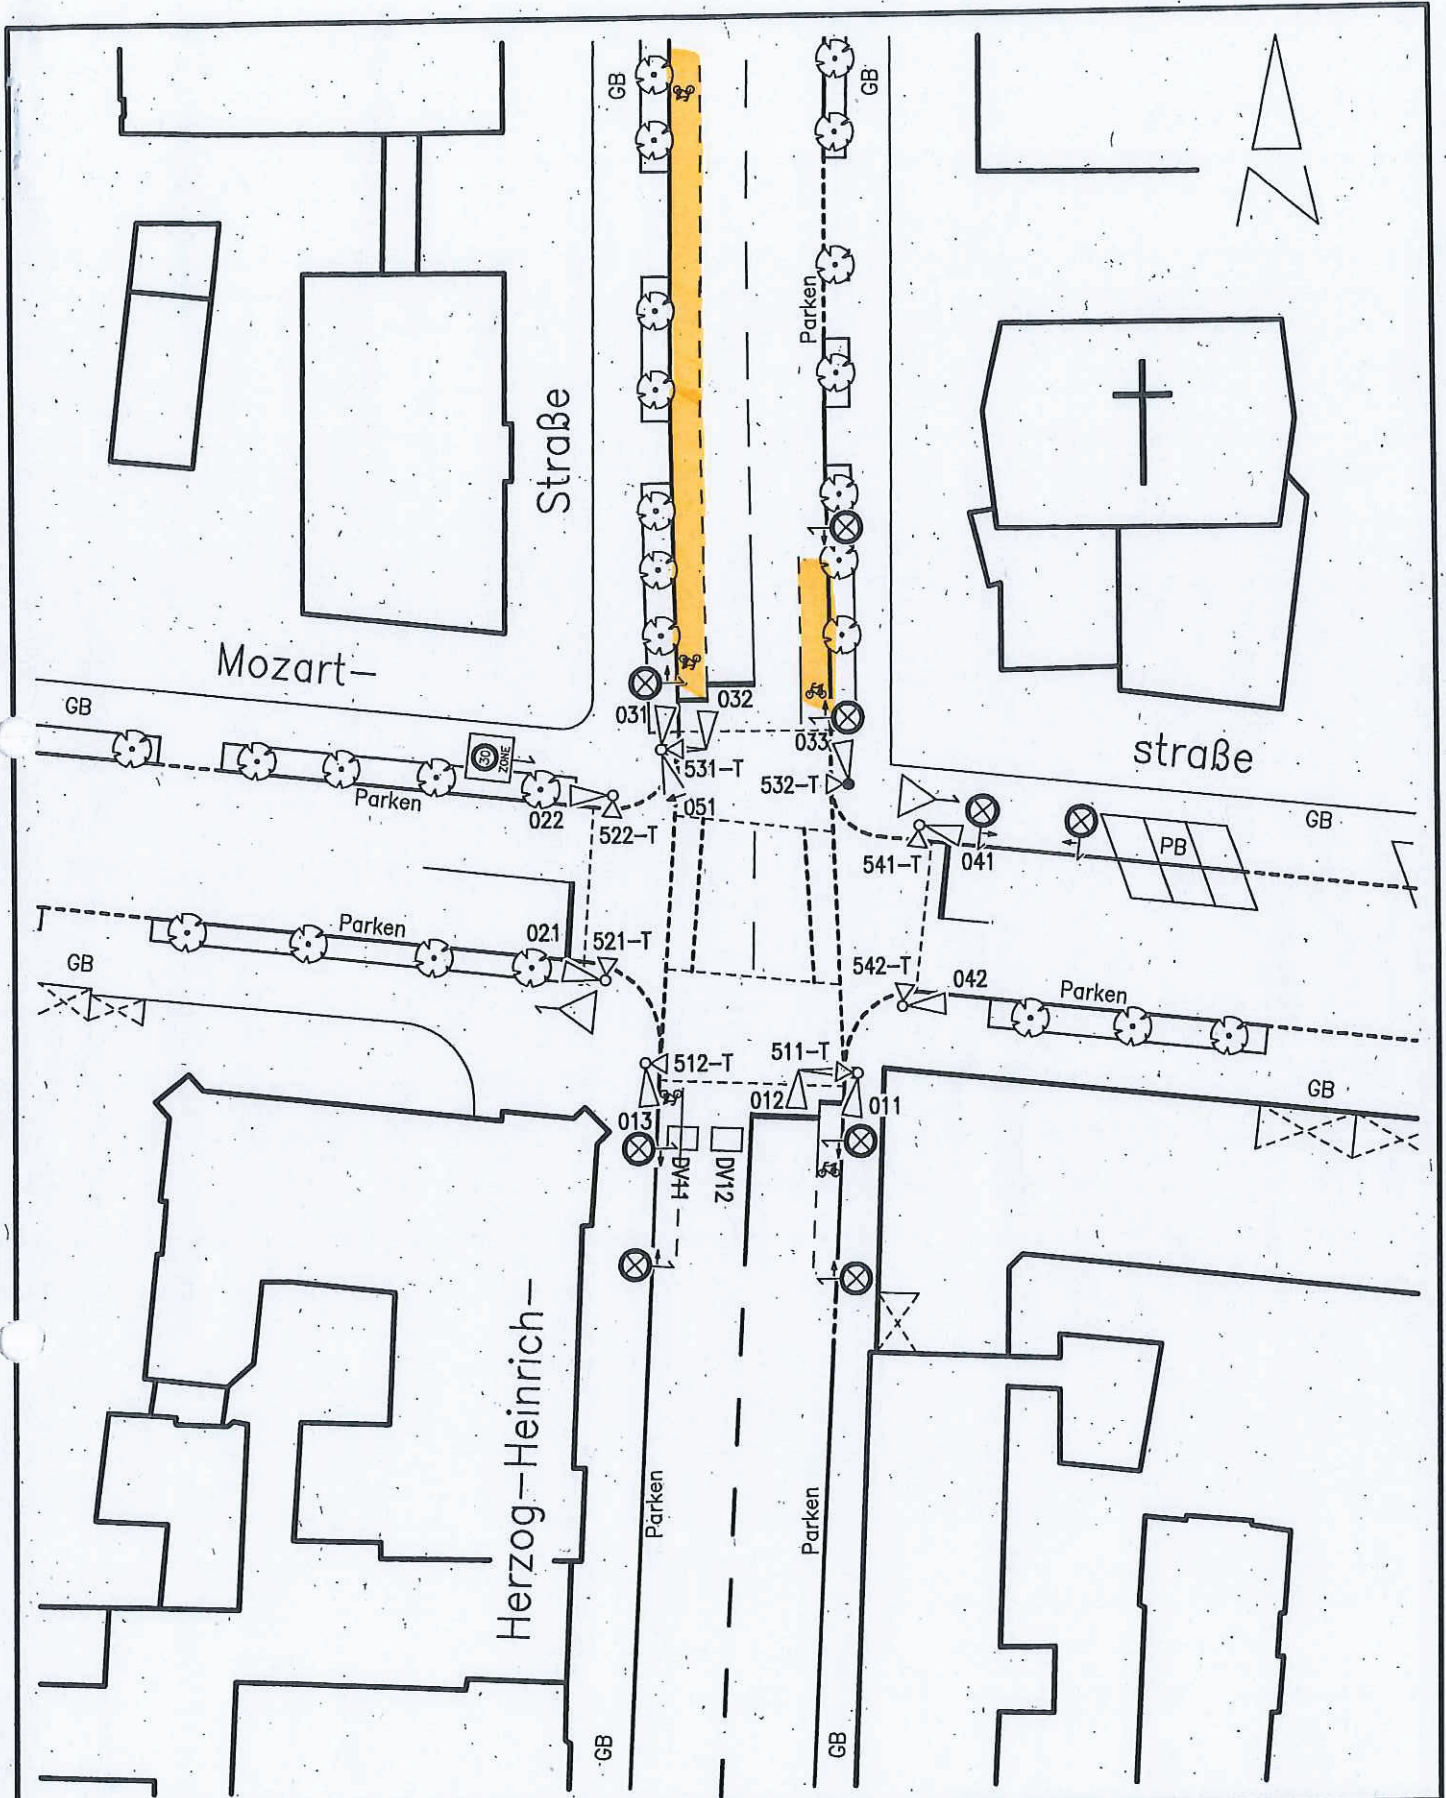 GB
GB
Parken
Straße
Mozart–
GB
031
032
033
straße
30
ZONE
531-T
532-T
Parken
022
051
522-T
GB
541-T
041
PB
Parken
021
521-T
GB
542-T
042
Parken
512-T
511-T
013
012
011
GB
DV11
DV12
Herzog–Heinrich–
Parken
Parken
GB
GB